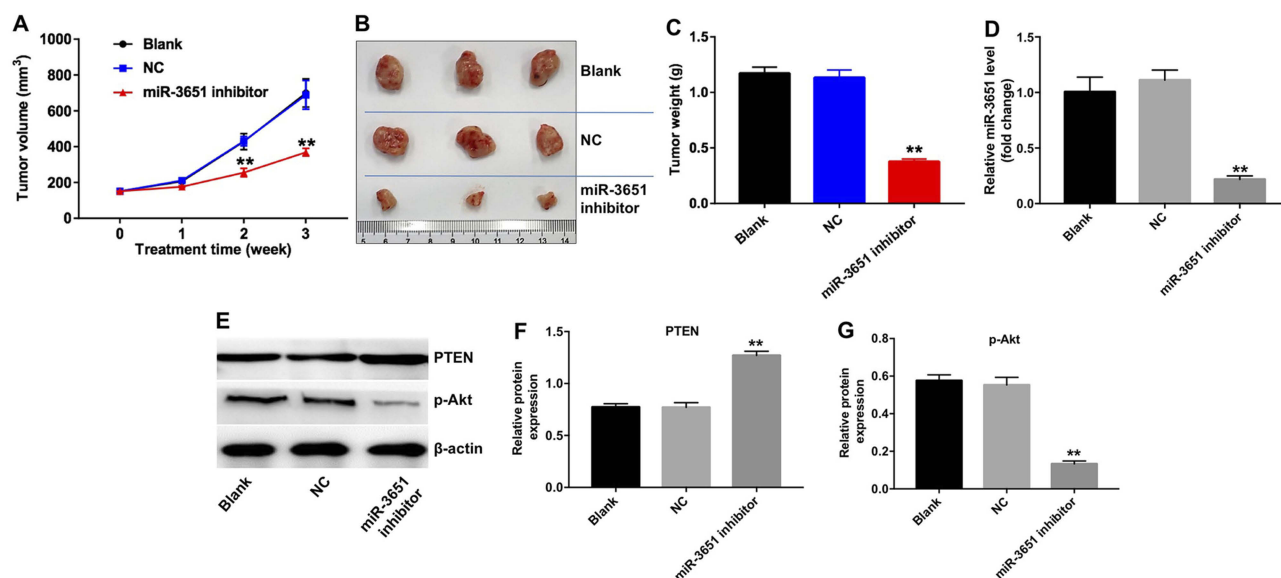 A
Tumor volume (mm³)
1000
800
600
400
200
0
Blank
NC
miR-3651 inhibitor
**
**
0 1 2 3
Treatment time (week)
B
Blank
NC
miR-3651
inhibitor
5 6 7 8 9 10 11 12 13 14
C
Tumor weight (g)
1.5
1.0
0.5
0.0
**
Blank
NC
miR-3651 inhibitor
D
Relative miR-3651 level
(fold change)
1.5
1.0
0.5
0.0
**
Blank
NC
miR-3651 inhibitor
E
PTEN
p-Akt
β-actin
Blank
NC
miR-3651
inhibitor
F
PTEN
Relative protein
expression
1.5
1.0
0.5
0.0
**
Blank
NC
miR-3651 inhibitor
G
p-Akt
Relative protein
expression
0.8
0.6
0.4
0.2
0.0
**
Blank
NC
miR-3651 inhibitor